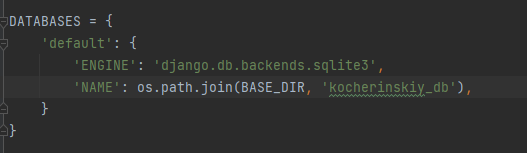 DATABASES = {
    'default': {
        'ENGINE': 'django.db.backends.sqlite3',
        'NAME': os.path.join(BASE_DIR, 'kocherinskiy_db'),
    }
}